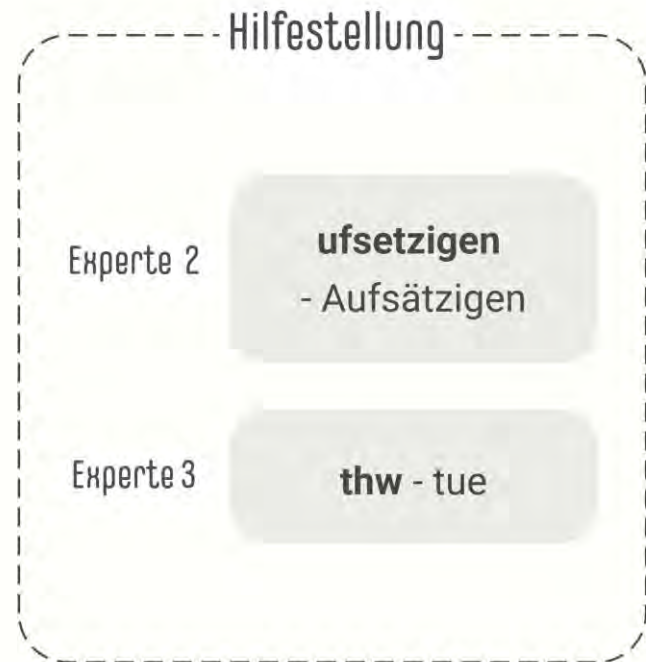 Hilfestellung
Experte 2
ufsetzigen
- Aufsätzigen
Experte 3
thw - tue